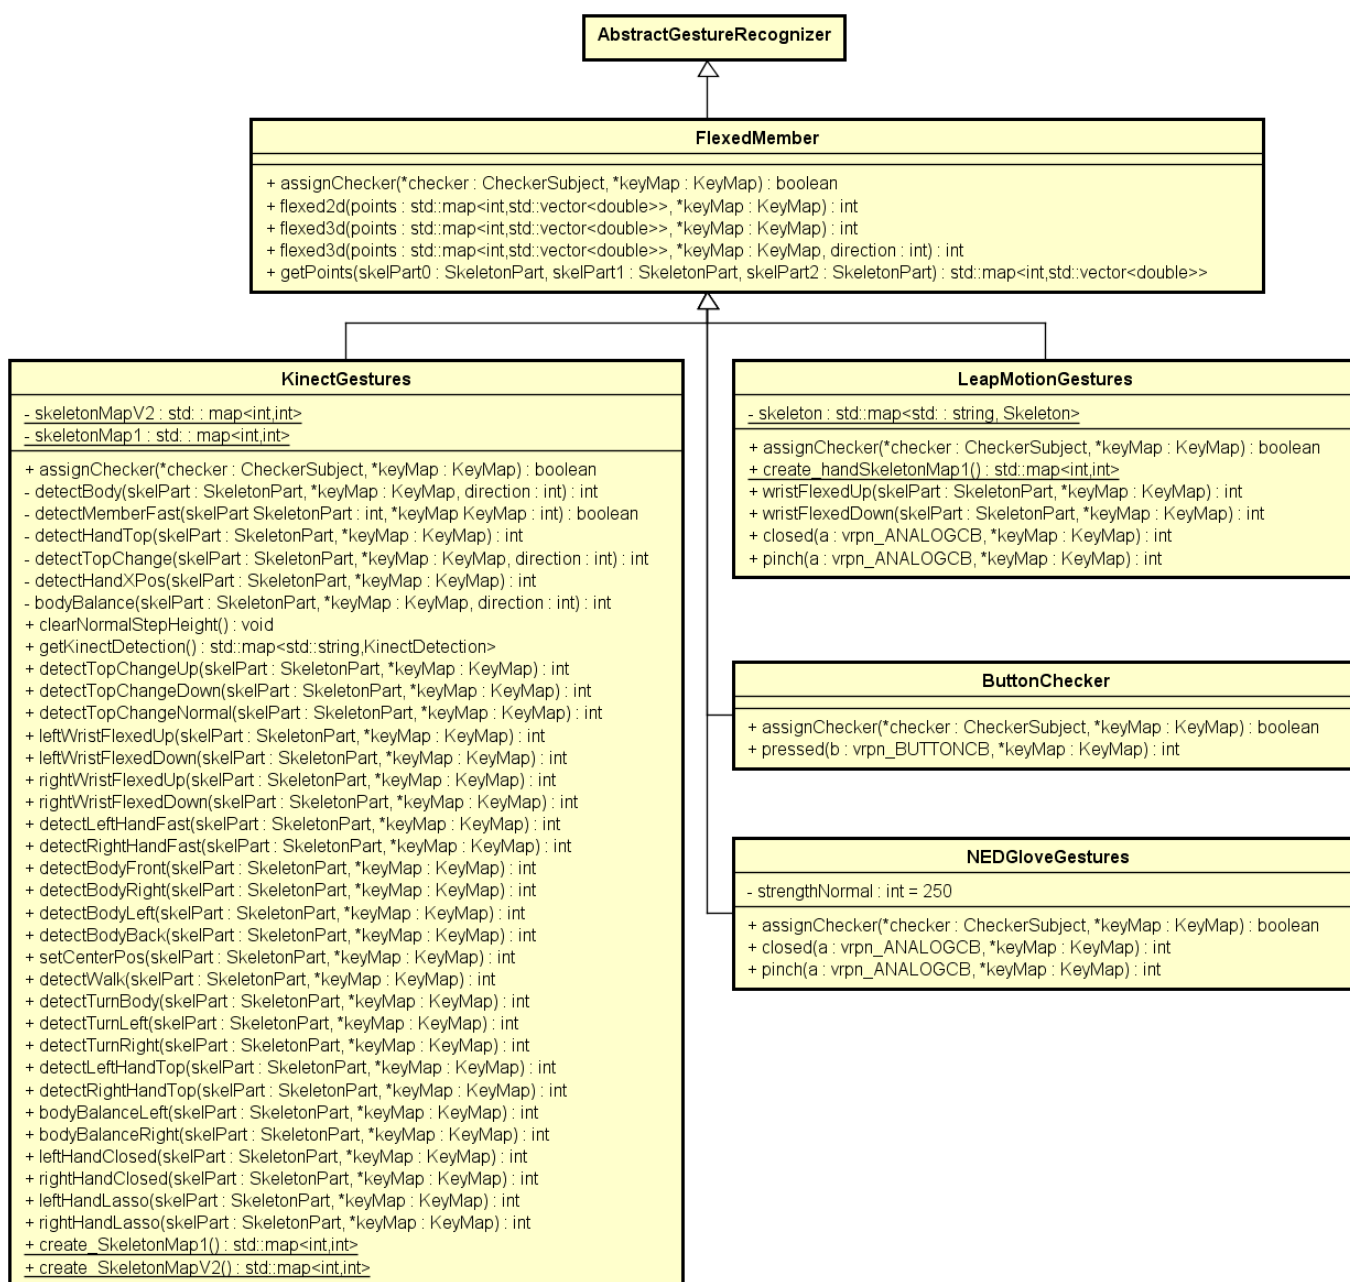 AbstractGestureRecognizer
FlexedMember
+ assignChecker(*checker : CheckerSubject, *keyMap : KeyMap) : boolean
+ flexed2d(points : std::map<int,std::vector<double>>, *keyMap : KeyMap) : int
+ flexed3d(points : std::map<int,std::vector<double>>, *keyMap : KeyMap) : int
+ flexed3d(points : std::map<int,std::vector<double>>, *keyMap : KeyMap, direction : int) : int
+ getPoints(skelPart0 : SkeletonPart, skelPart1 : SkeletonPart, skelPart2 : SkeletonPart) : std::map<int,std::vector<double>>
KinectGestures
- skeletonMapV2 : std: : map<int,int>
- skeletonMap1 : std: : map<int,int>
+ assignChecker(*checker : CheckerSubject, *keyMap : KeyMap) : boolean
- detectBody(skelPart : SkeletonPart, *keyMap : KeyMap, direction : int) : int
- detectMemberFast(skelPart SkeletonPart : int, *keyMap KeyMap : int) : boolean
- detectHandTop(skelPart : SkeletonPart, *keyMap : KeyMap) : int
- detectTopChange(skelPart : SkeletonPart, *keyMap : KeyMap, direction : int) : int
- detectHandXPos(skelPart : SkeletonPart, *keyMap : KeyMap) : int
- bodyBalance(skelPart : SkeletonPart, *keyMap : KeyMap, direction : int) : int
+ clearNormalStepHeight() : void
+ getKinectDetection() : std::map<std::string,KinectDetection>
+ detectTopChangeUp(skelPart : SkeletonPart, *keyMap : KeyMap) : int
+ detectTopChangeDown(skelPart : SkeletonPart, *keyMap : KeyMap) : int
+ detectTopChangeNormal(skelPart : SkeletonPart, *keyMap : KeyMap) : int
+ leftWristFlexedUp(skelPart : SkeletonPart, *keyMap : KeyMap) : int
+ leftWristFlexedDown(skelPart : SkeletonPart, *keyMap : KeyMap) : int
+ rightWristFlexedUp(skelPart : SkeletonPart, *keyMap : KeyMap) : int
+ rightWristFlexedDown(skelPart : SkeletonPart, *keyMap : KeyMap) : int
+ detectLeftHandFast(skelPart : SkeletonPart, *keyMap : KeyMap) : int
+ detectRightHandFast(skelPart : SkeletonPart, *keyMap : KeyMap) : int
+ detectBodyFront(skelPart : SkeletonPart, *keyMap : KeyMap) : int
+ detectBodyRight(skelPart : SkeletonPart, *keyMap : KeyMap) : int
+ detectBodyLeft(skelPart : SkeletonPart, *keyMap : KeyMap) : int
+ detectBodyBack(skelPart : SkeletonPart, *keyMap : KeyMap) : int
+ setCenterPos(skelPart : SkeletonPart, *keyMap : KeyMap) : int
+ detectWalk(skelPart : SkeletonPart, *keyMap : KeyMap) : int
+ detectTurnBody(skelPart : SkeletonPart, *keyMap : KeyMap) : int
+ detectTurnLeft(skelPart : SkeletonPart, *keyMap : KeyMap) : int
+ detectTurnRight(skelPart : SkeletonPart, *keyMap : KeyMap) : int
+ detectLeftHandTop(skelPart : SkeletonPart, *keyMap : KeyMap) : int
+ detectRightHandTop(skelPart : SkeletonPart, *keyMap : KeyMap) : int
+ bodyBalanceLeft(skelPart : SkeletonPart, *keyMap : KeyMap) : int
+ bodyBalanceRight(skelPart : SkeletonPart, *keyMap : KeyMap) : int
+ leftHandClosed(skelPart : SkeletonPart, *keyMap : KeyMap) : int
+ rightHandClosed(skelPart : SkeletonPart, *keyMap : KeyMap) : int
+ leftHandLasso(skelPart : SkeletonPart, *keyMap : KeyMap) : int
+ rightHandLasso(skelPart : SkeletonPart, *keyMap : KeyMap) : int
+ create_SkeletonMap1() : std::map<int,int>
+ create_SkeletonMapV2() : std::map<int,int>
LeapMotionGestures
- skeleton : std::map<std: : string, Skeleton>
+ assignChecker(*checker : CheckerSubject, *keyMap : KeyMap) : boolean
+ create_handSkeletonMap1() : std::map<int,int>
+ wristFlexedUp(skelPart : SkeletonPart, *keyMap : KeyMap) : int
+ wristFlexedDown(skelPart : SkeletonPart, *keyMap : KeyMap) : int
+ closed(a : vrpn_ANALOGCB, *keyMap : KeyMap) : int
+ pinch(a : vrpn_ANALOGCB, *keyMap : KeyMap) : int
ButtonChecker
+ assignChecker(*checker : CheckerSubject, *keyMap : KeyMap) : boolean
+ pressed(b : vrpn_BUTTONCB, *keyMap : KeyMap) : int
NEDGloveGestures
- strengthNormal : int = 250
+ assignChecker(*checker : CheckerSubject, *keyMap : KeyMap) : boolean
+ closed(a : vrpn_ANALOGCB, *keyMap : KeyMap) : int
+ pinch(a : vrpn_ANALOGCB, *keyMap : KeyMap) : int